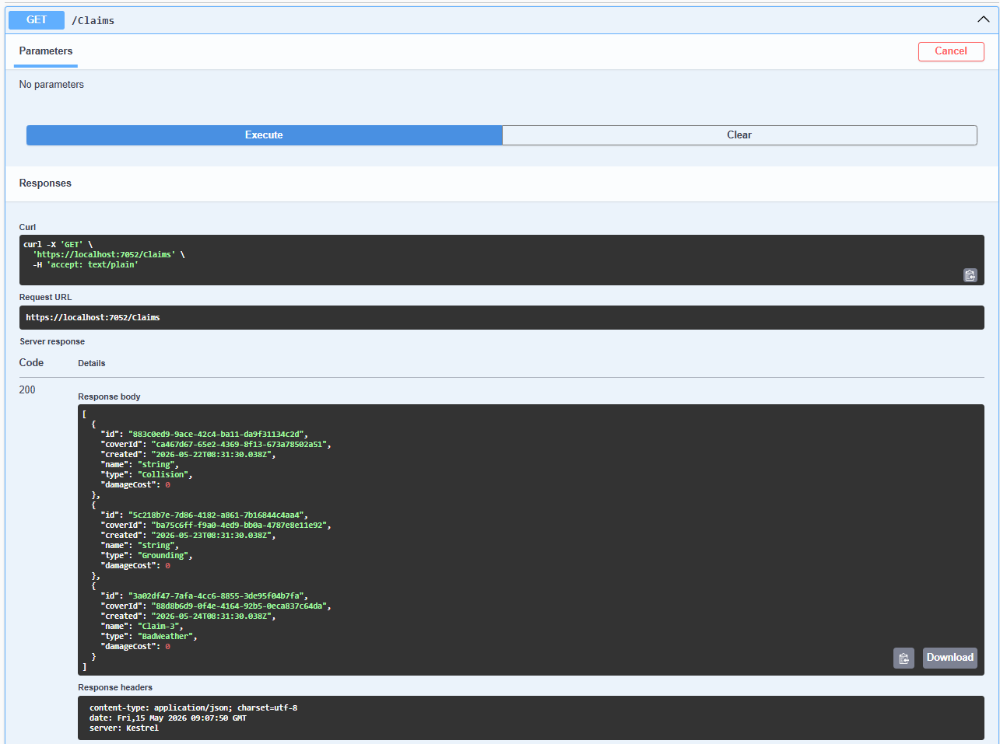 GET /Claims
Parameters
Cancel
No parameters
Execute
Clear
Responses
Curl
curl -X 'GET' \
  'https://localhost:7052/Claims' \
  -H 'accept: text/plain'
Request URL
https://localhost:7052/Claims
Server response
Code Details
200
Response body
[
  {
    "id": "883c0ed9-9ace-42c4-ba11-da9f31134c2d",
    "coverId": "ca467d67-65e2-4369-8f13-673a78502a51",
    "created": "2026-05-22T08:31:30.038Z",
    "name": "string",
    "type": "Collision",
    "damageCost": 0
  },
  {
    "id": "5c218b7e-7d86-4182-a861-7b16844c4aa4",
    "coverId": "ba75c6ff-f9a0-4ed9-bb0a-4787e8e11e92",
    "created": "2026-05-23T08:31:30.038Z",
    "name": "string",
    "type": "Grounding",
    "damageCost": 0
  },
  {
    "id": "3a02df47-7afa-4cc6-8855-3de95f04b7fa",
    "coverId": "88d8b6d9-0f4e-4164-92b5-0eca837c64da",
    "created": "2026-05-24T08:31:30.038Z",
    "name": "Claim-3",
    "type": "BadWeather",
    "damageCost": 0
  }
]
Download
Response headers
content-type: application/json; charset=utf-8
date: Fri,15 May 2026 09:07:50 GMT
server: Kestrel